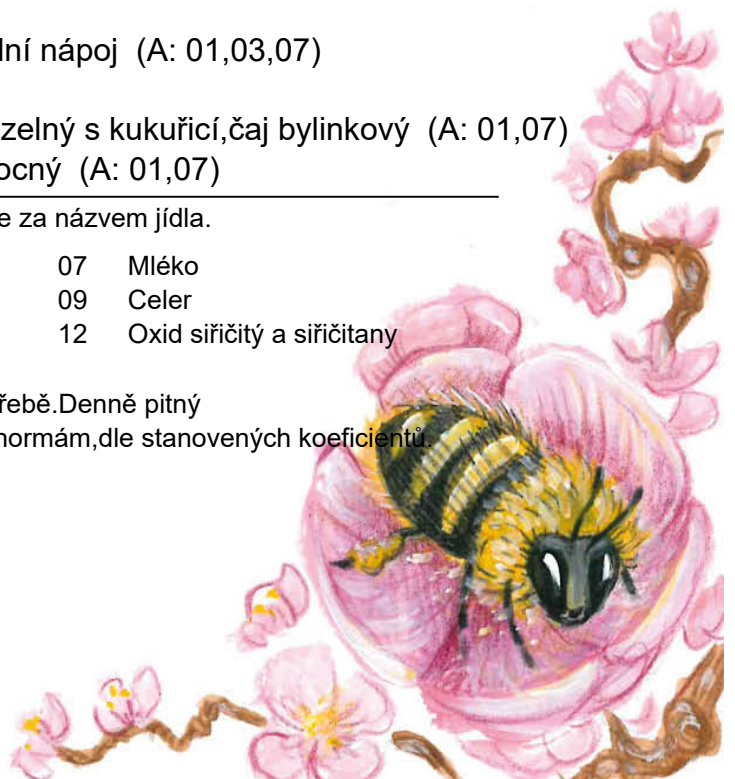 lní nápoj (A: 01,03,07)
zelný s kukuřicí,čaj bylinkový (A: 01,07)
ocný (A: 01,07)
e za názvem jídla.
07 Mléko
09 Celer
12 Oxid siřičitý a siřičitany
řebě.Denně pitný
normám,dle stanovených koeficientů.